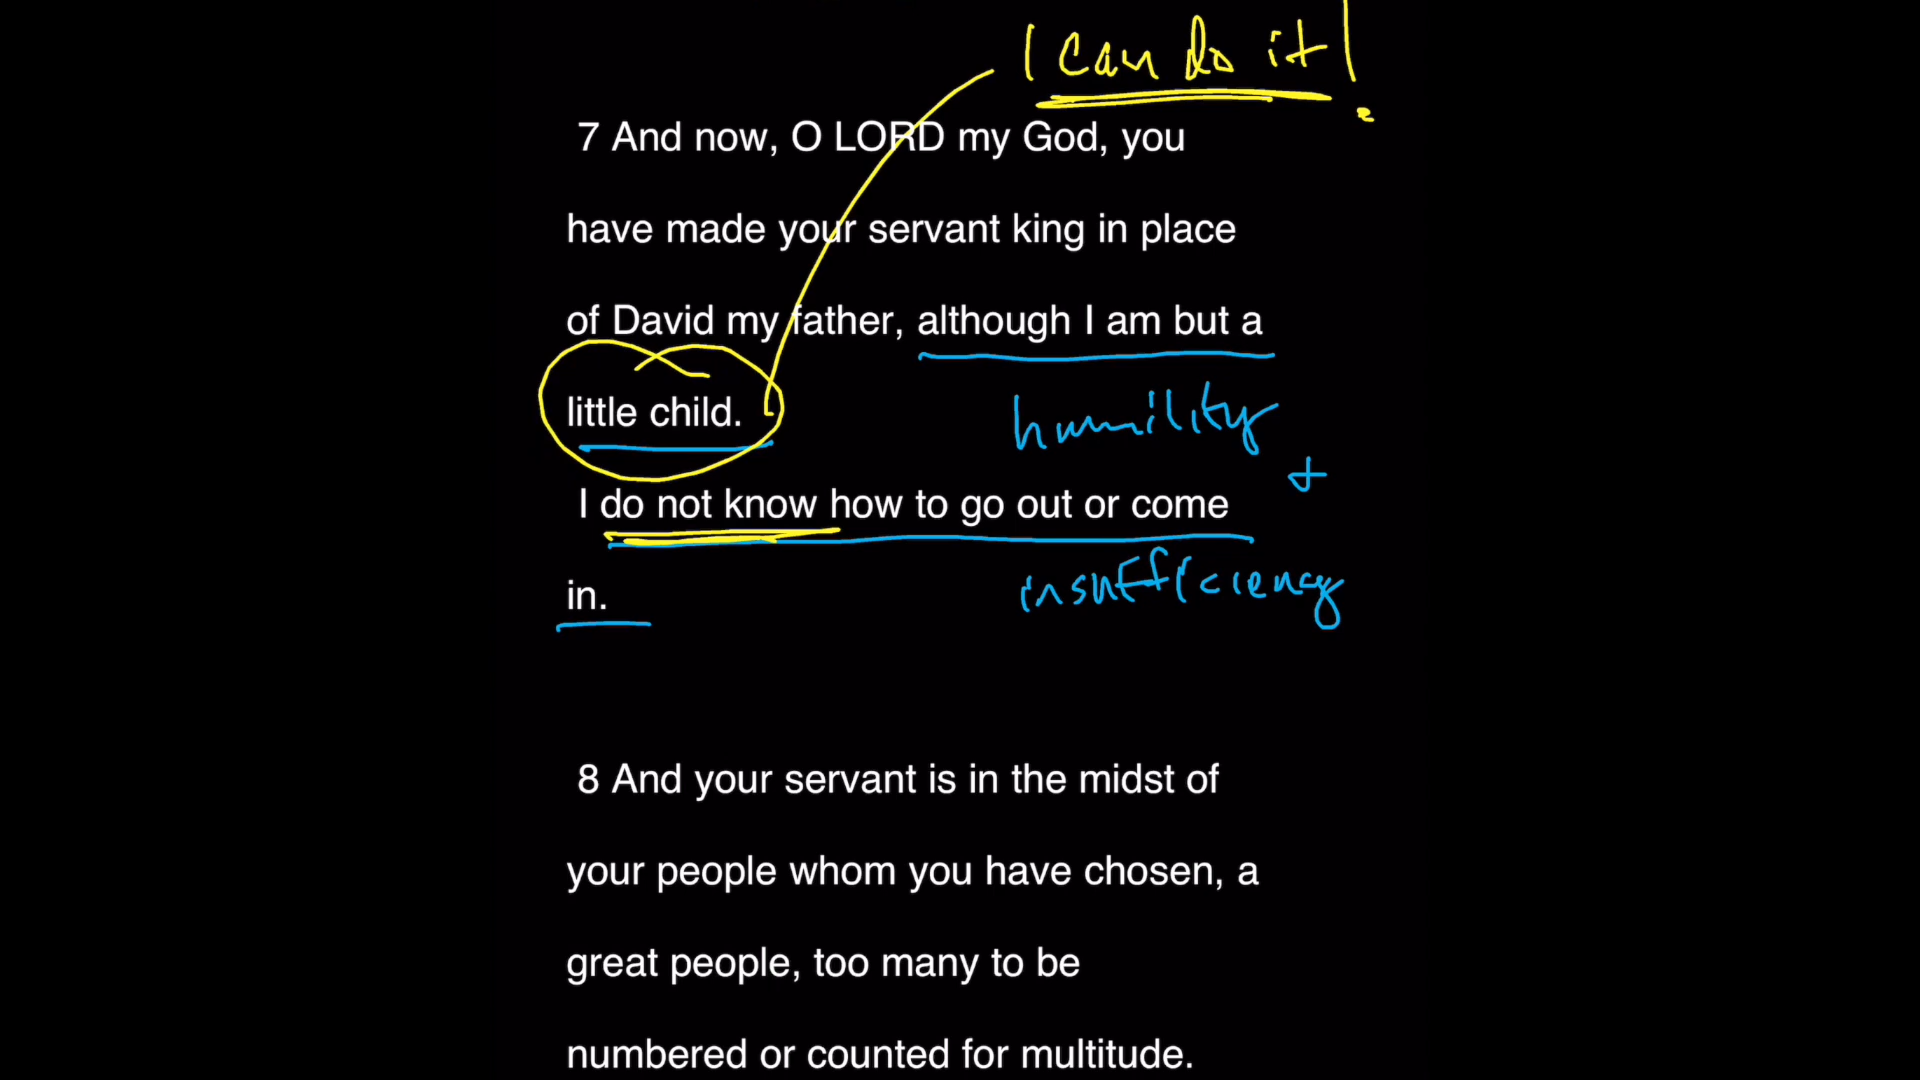 I can do it!
7 And now, O LORD my God, you
have made your servant king in place
of David my father, although I am but a
little child.
humility
+
I do not know how to go out or come
in.
insufficiency
8 And your servant is in the midst of
your people whom you have chosen, a
great people, too many to be
numbered or counted for multitude.